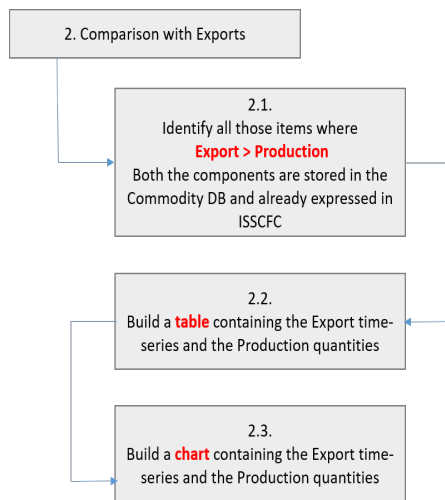 2. Comparison with Exports
2.1.
Identify all those items where
Export > Production
Both the components are stored in the
Commodity DB and already expressed in
ISSCFC
2.2.
Build a table containing the Export time-
series and the Production quantities
2.3.
Build a chart containing the Export time-
series and the Production quantities